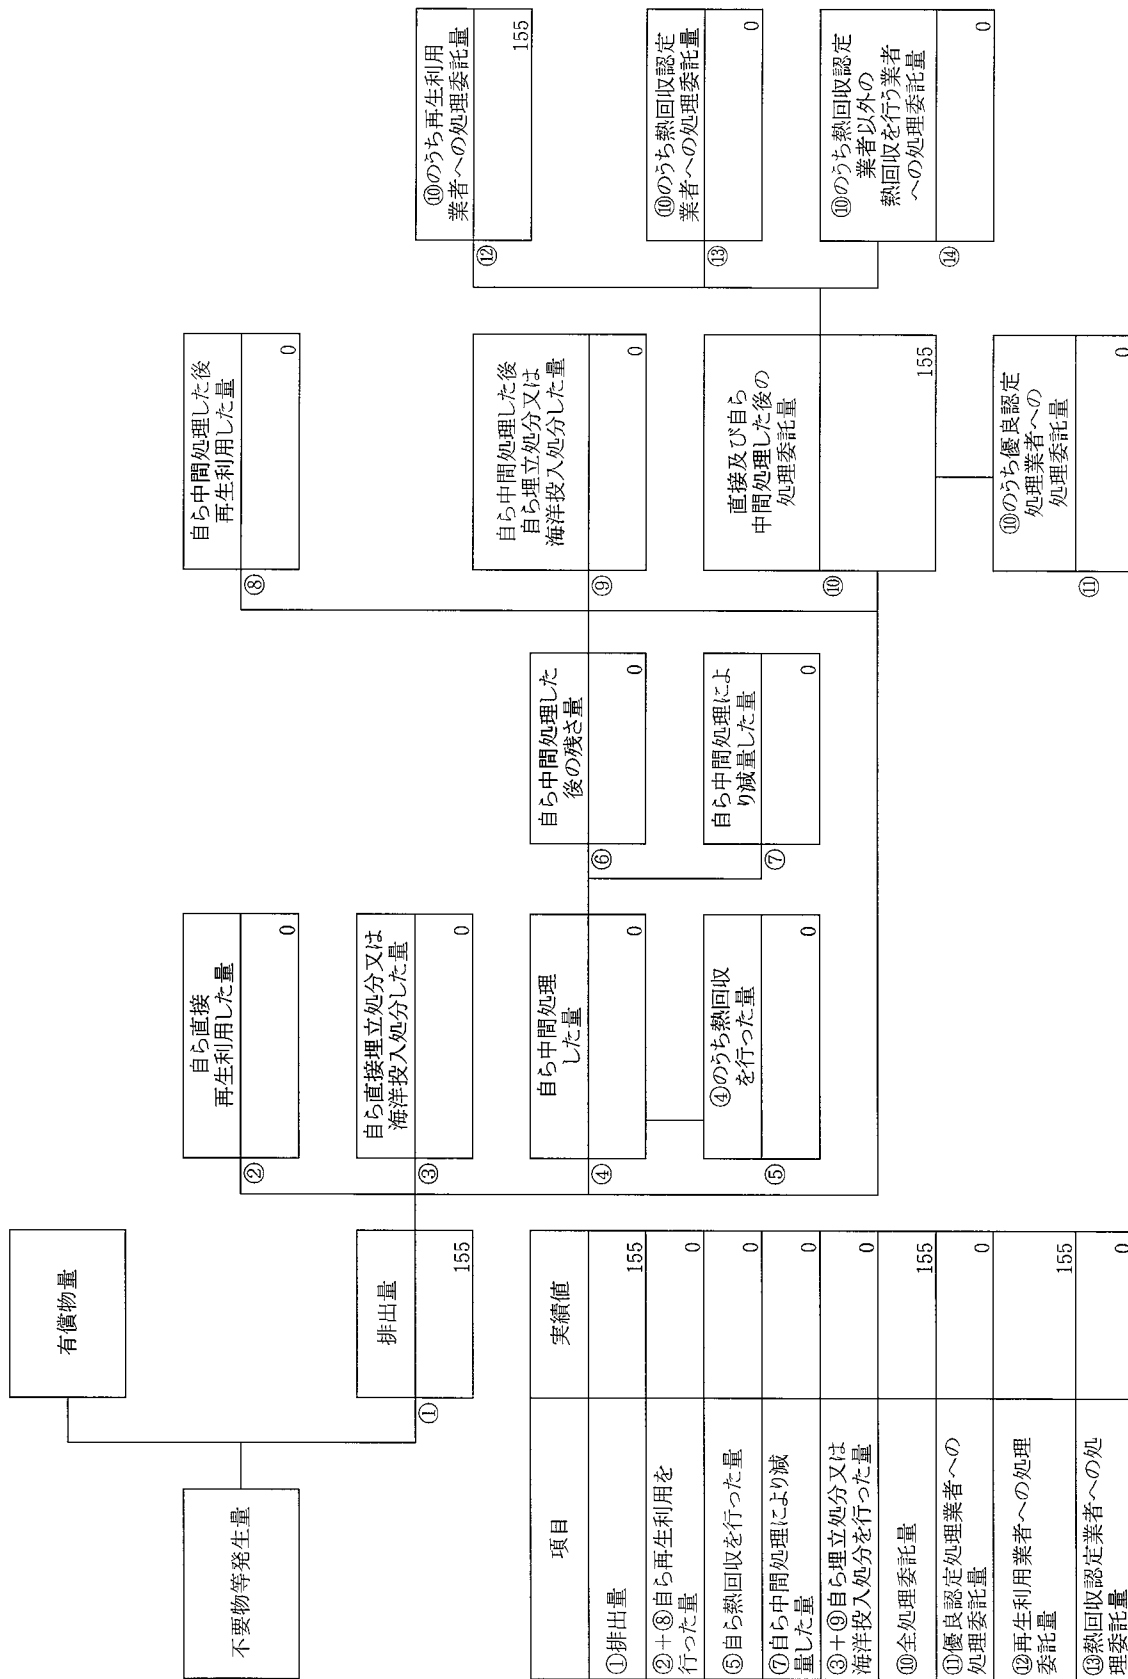 不要物等発生量
有償物量
①
排出量
155
②
自ら直接
再生利用した量
0
③
自ら直接埋立処分又は
海洋投入処分した量
0
④
自ら中間処理
した量
0
⑤
④のうち熱回収
を行った量
0
⑥
自ら中間処理した
後の残さ量
0
⑦
自ら中間処理によ
り減量した量
0
⑧
自ら中間処理した後
再生利用した量
0
⑨
自ら中間処理した後
自ら埋立処分又は
海洋投入処分した量
0
⑩
直接及び自ら
中間処理した後の
処理委託量
155
⑪
⑩のうち優良認定
処理業者への
処理委託量
0
⑫
⑩のうち再生利用
業者への処理委託量
155
⑬
⑩のうち熱回収認定
業者への処理委託量
0
⑭
⑩のうち熱回収認定
業者以外の
熱回収を行う業者
への処理委託量
0
項目
実績値
①排出量
155
②+⑧自ら再生利用を
行った量
0
⑤自ら熱回収を行った量
0
⑦自ら中間処理により減
量した量
0
③+⑨自ら埋立処分又は
海洋投入処分を行った量
0
⑩全処理委託量
155
⑪優良認定処理業者への
処理委託量
0
⑫再生利用業者への処理
委託量
155
⑬熱回収認定業者への処
理委託量
0